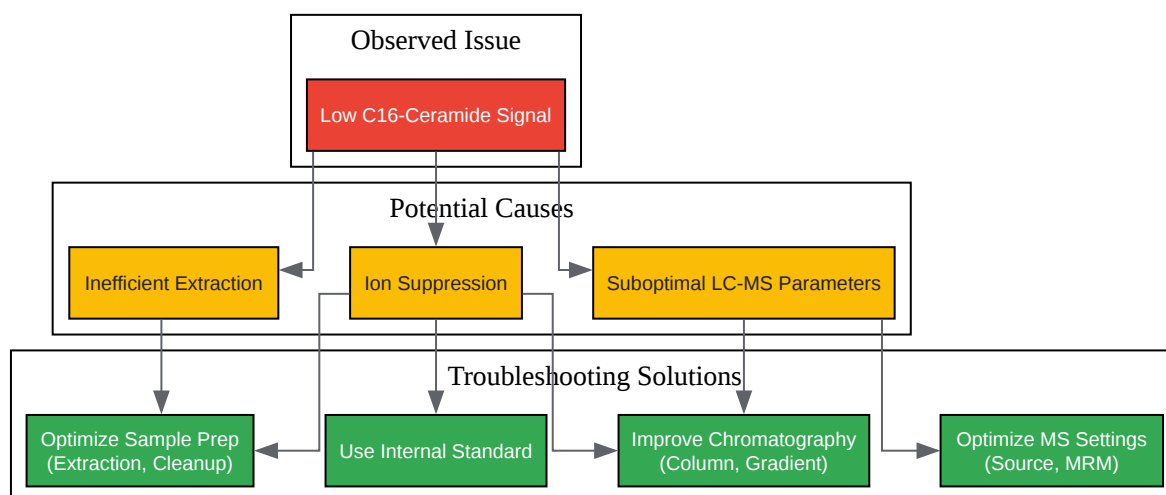 Observed Issue
Low C16-Ceramide Signal
Potential Causes
Inefficient Extraction
Ion Suppression
Suboptimal LC-MS Parameters
Troubleshooting Solutions
Optimize Sample Prep
(Extraction, Cleanup)
Use Internal Standard
Improve Chromatography
(Column, Gradient)
Optimize MS Settings
(Source, MRM)